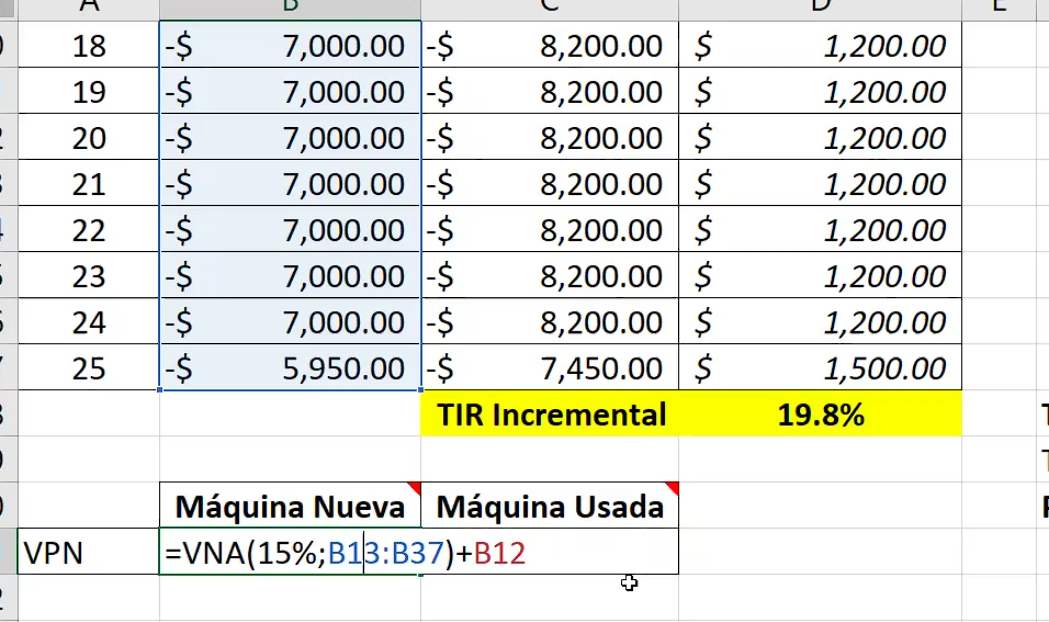 A B C D E
18 -$ 7,000.00 -$ 8,200.00 $ 1,200.00
19 -$ 7,000.00 -$ 8,200.00 $ 1,200.00
20 -$ 7,000.00 -$ 8,200.00 $ 1,200.00
21 -$ 7,000.00 -$ 8,200.00 $ 1,200.00
22 -$ 7,000.00 -$ 8,200.00 $ 1,200.00
23 -$ 7,000.00 -$ 8,200.00 $ 1,200.00
24 -$ 7,000.00 -$ 8,200.00 $ 1,200.00
25 -$ 5,950.00 -$ 7,450.00 $ 1,500.00
TIR Incremental 19.8%
Máquina Nueva Máquina Usada
VPN =VNA(15%;B13:B37)+B12